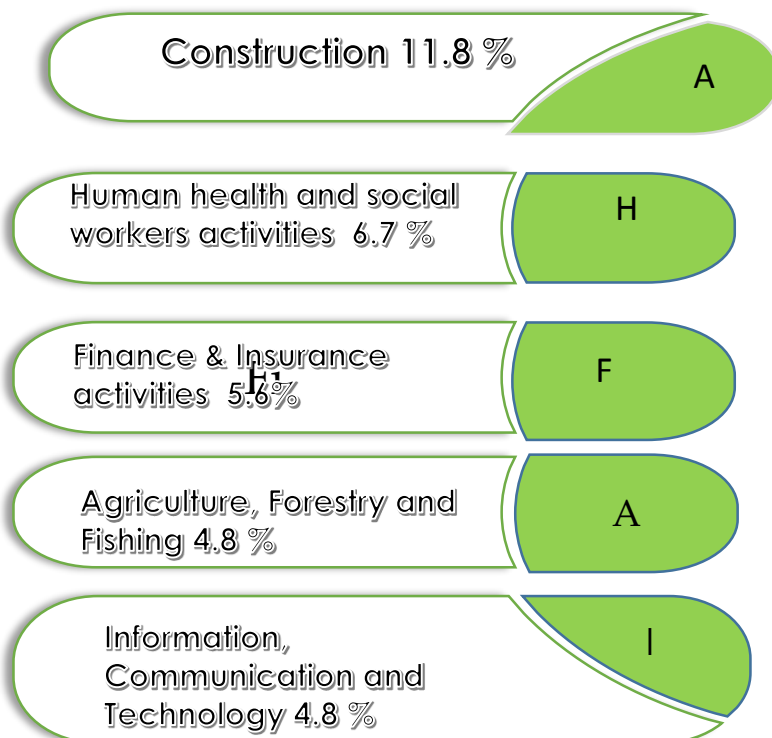 Construction 11.8 %
A
Human health and social
workers activities 6.7 %
H
Finance & Insurance
activities 5.6%
F
Agriculture, Forestry and
Fishing 4.8 %
A
Information,
Communication and
Technology 4.8 %
I